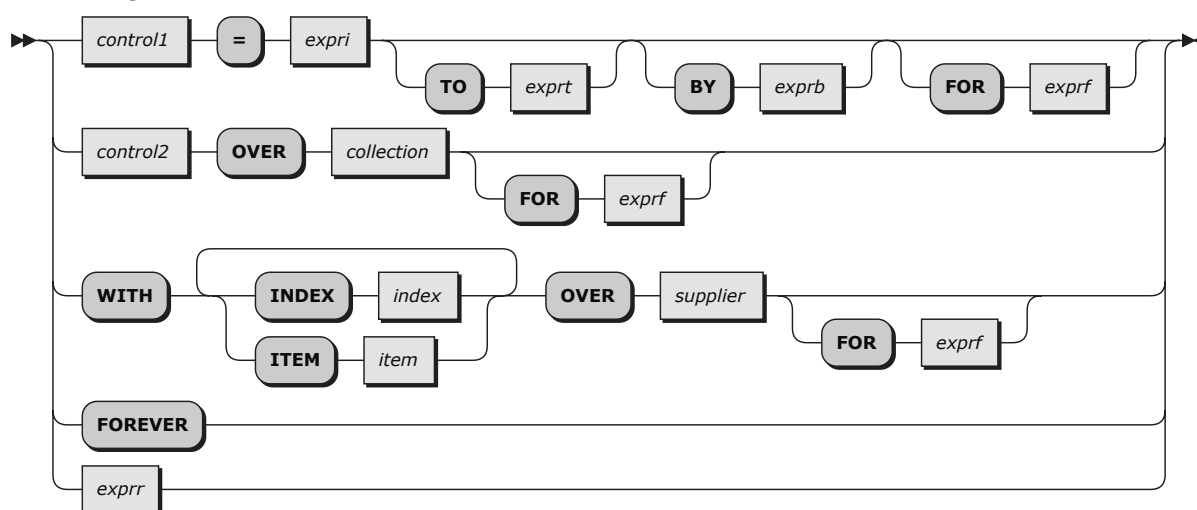 control1 = expri
TO exprt BY exprb FOR exprf
control2 OVER collection
FOR exprf
WITH INDEX index OVER supplier
ITEM item FOR exprf
FOREVER
exprr